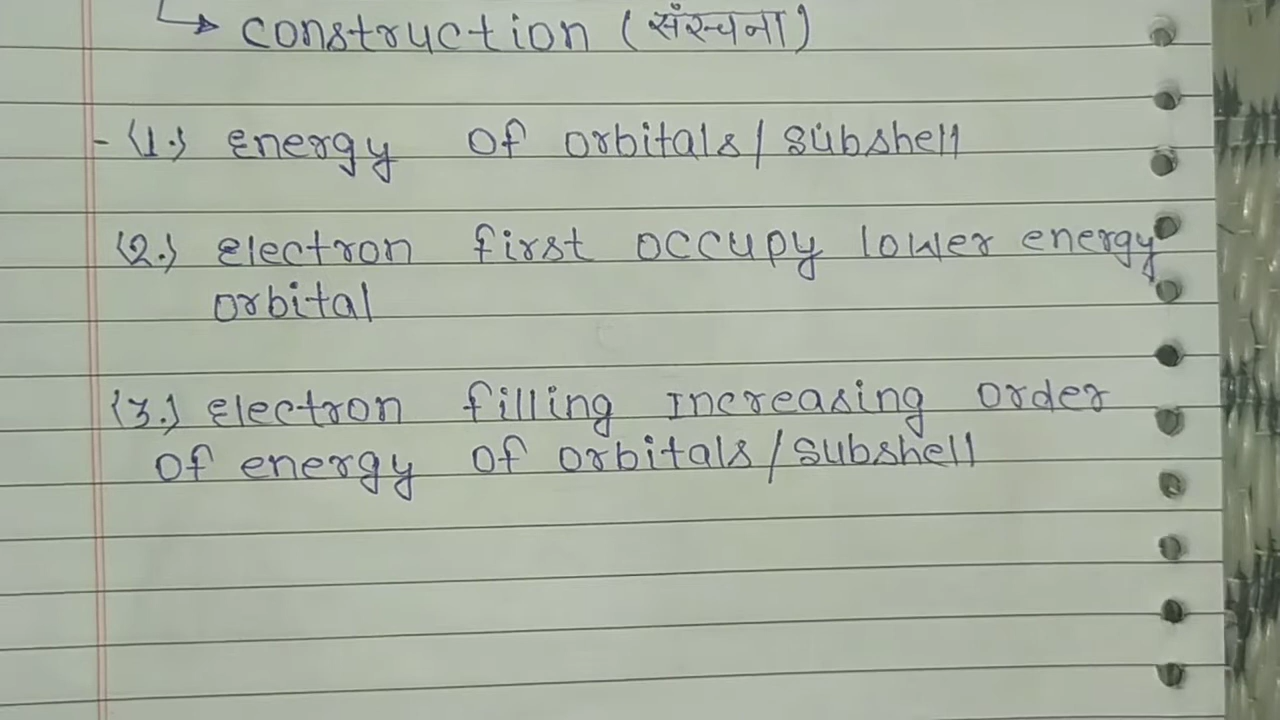 ↳ construction (संरचना)
- (1.) energy of orbitals/subshell
(2.) Electron first occupy lower energy
orbital
(3.) Electron filling Increasing order
of energy of orbitals/subshell